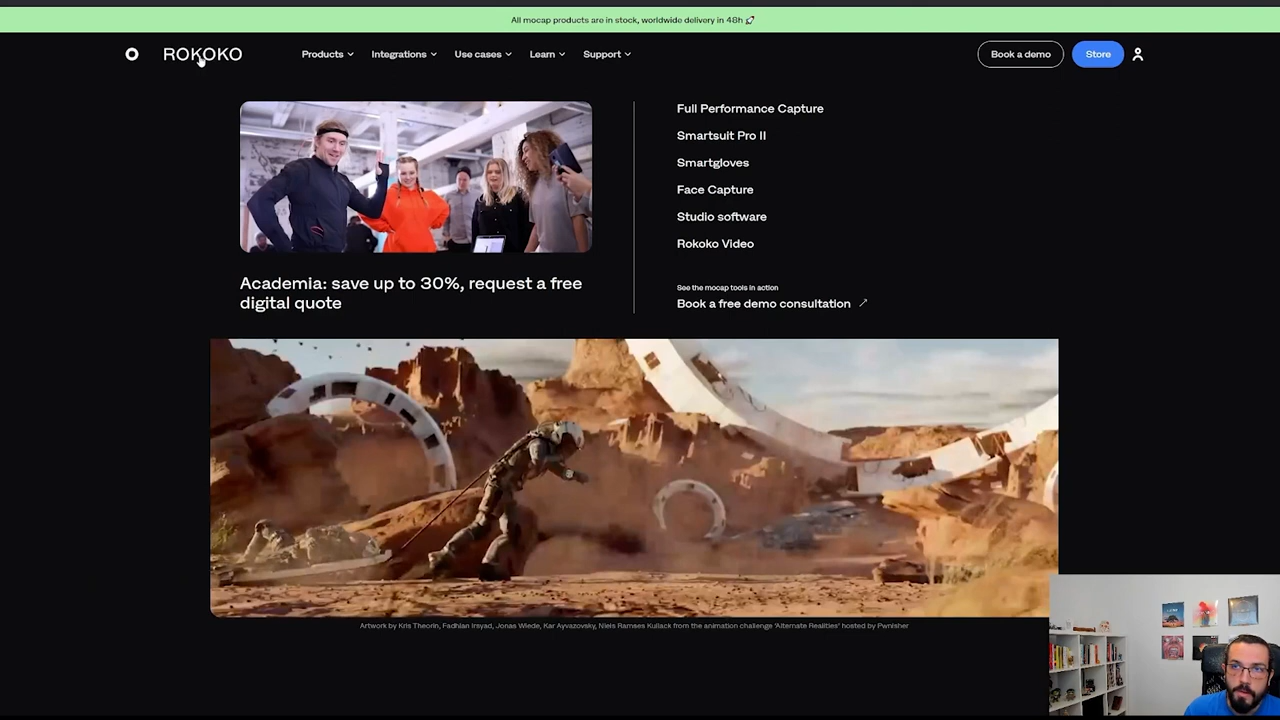 All mocap products are in stock, worldwide delivery in 48h 🚀
ROKOKO
Products
Integrations
Use cases
Learn
Support
Book a demo
Store
Academia: save up to 30%, request a free
digital quote
Full Performance Capture
Smartsuit Pro II
Smartgloves
Face Capture
Studio software
Rokoko Video
See the mocap tools in action
Book a free demo consultation
Artwork by Kris Theorin, Fadhlan Irsyad, Jonas Wiede, Kar Ayvazovsky, Niels Ramses Kullack from the animation challenge 'Alternate Realities' hosted by Pwnisher